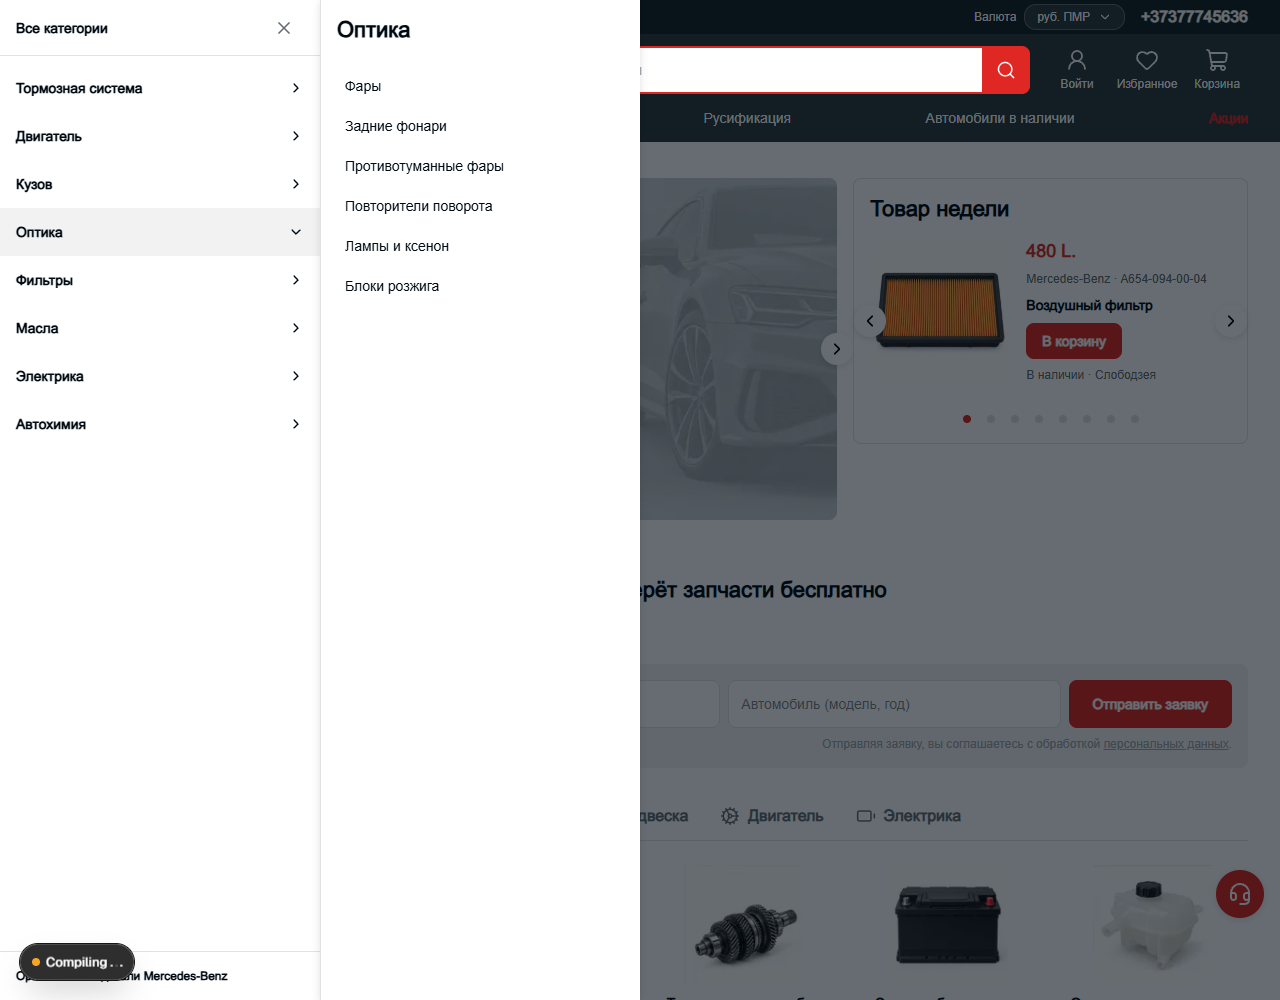 Все категории
Тормозная система
Двигатель
Кузов
Оптика
Фильтры
Масла
Электрика
Автохимия
Mercedes-Benz
Compiling ...
Оптика
Фары
Задние фонари
Противотуманные фары
Повторители поворота
Лампы и ксенон
Блоки розжига
Валюта
руб. ПМР
+37377745636
Войти
Избранное
Корзина
Русификация
Автомобили в наличии
Акции
Товар недели
480 L.
Mercedes-Benz · A654-094-00-04
Воздушный фильтр
В корзину
В наличии · Слободзея
запчасти бесплатно
Автомобиль (модель, год)
Отправить заявку
Отправляя заявку, вы соглашаетесь с обработкой персональных данных.
Двигатель
Электрика